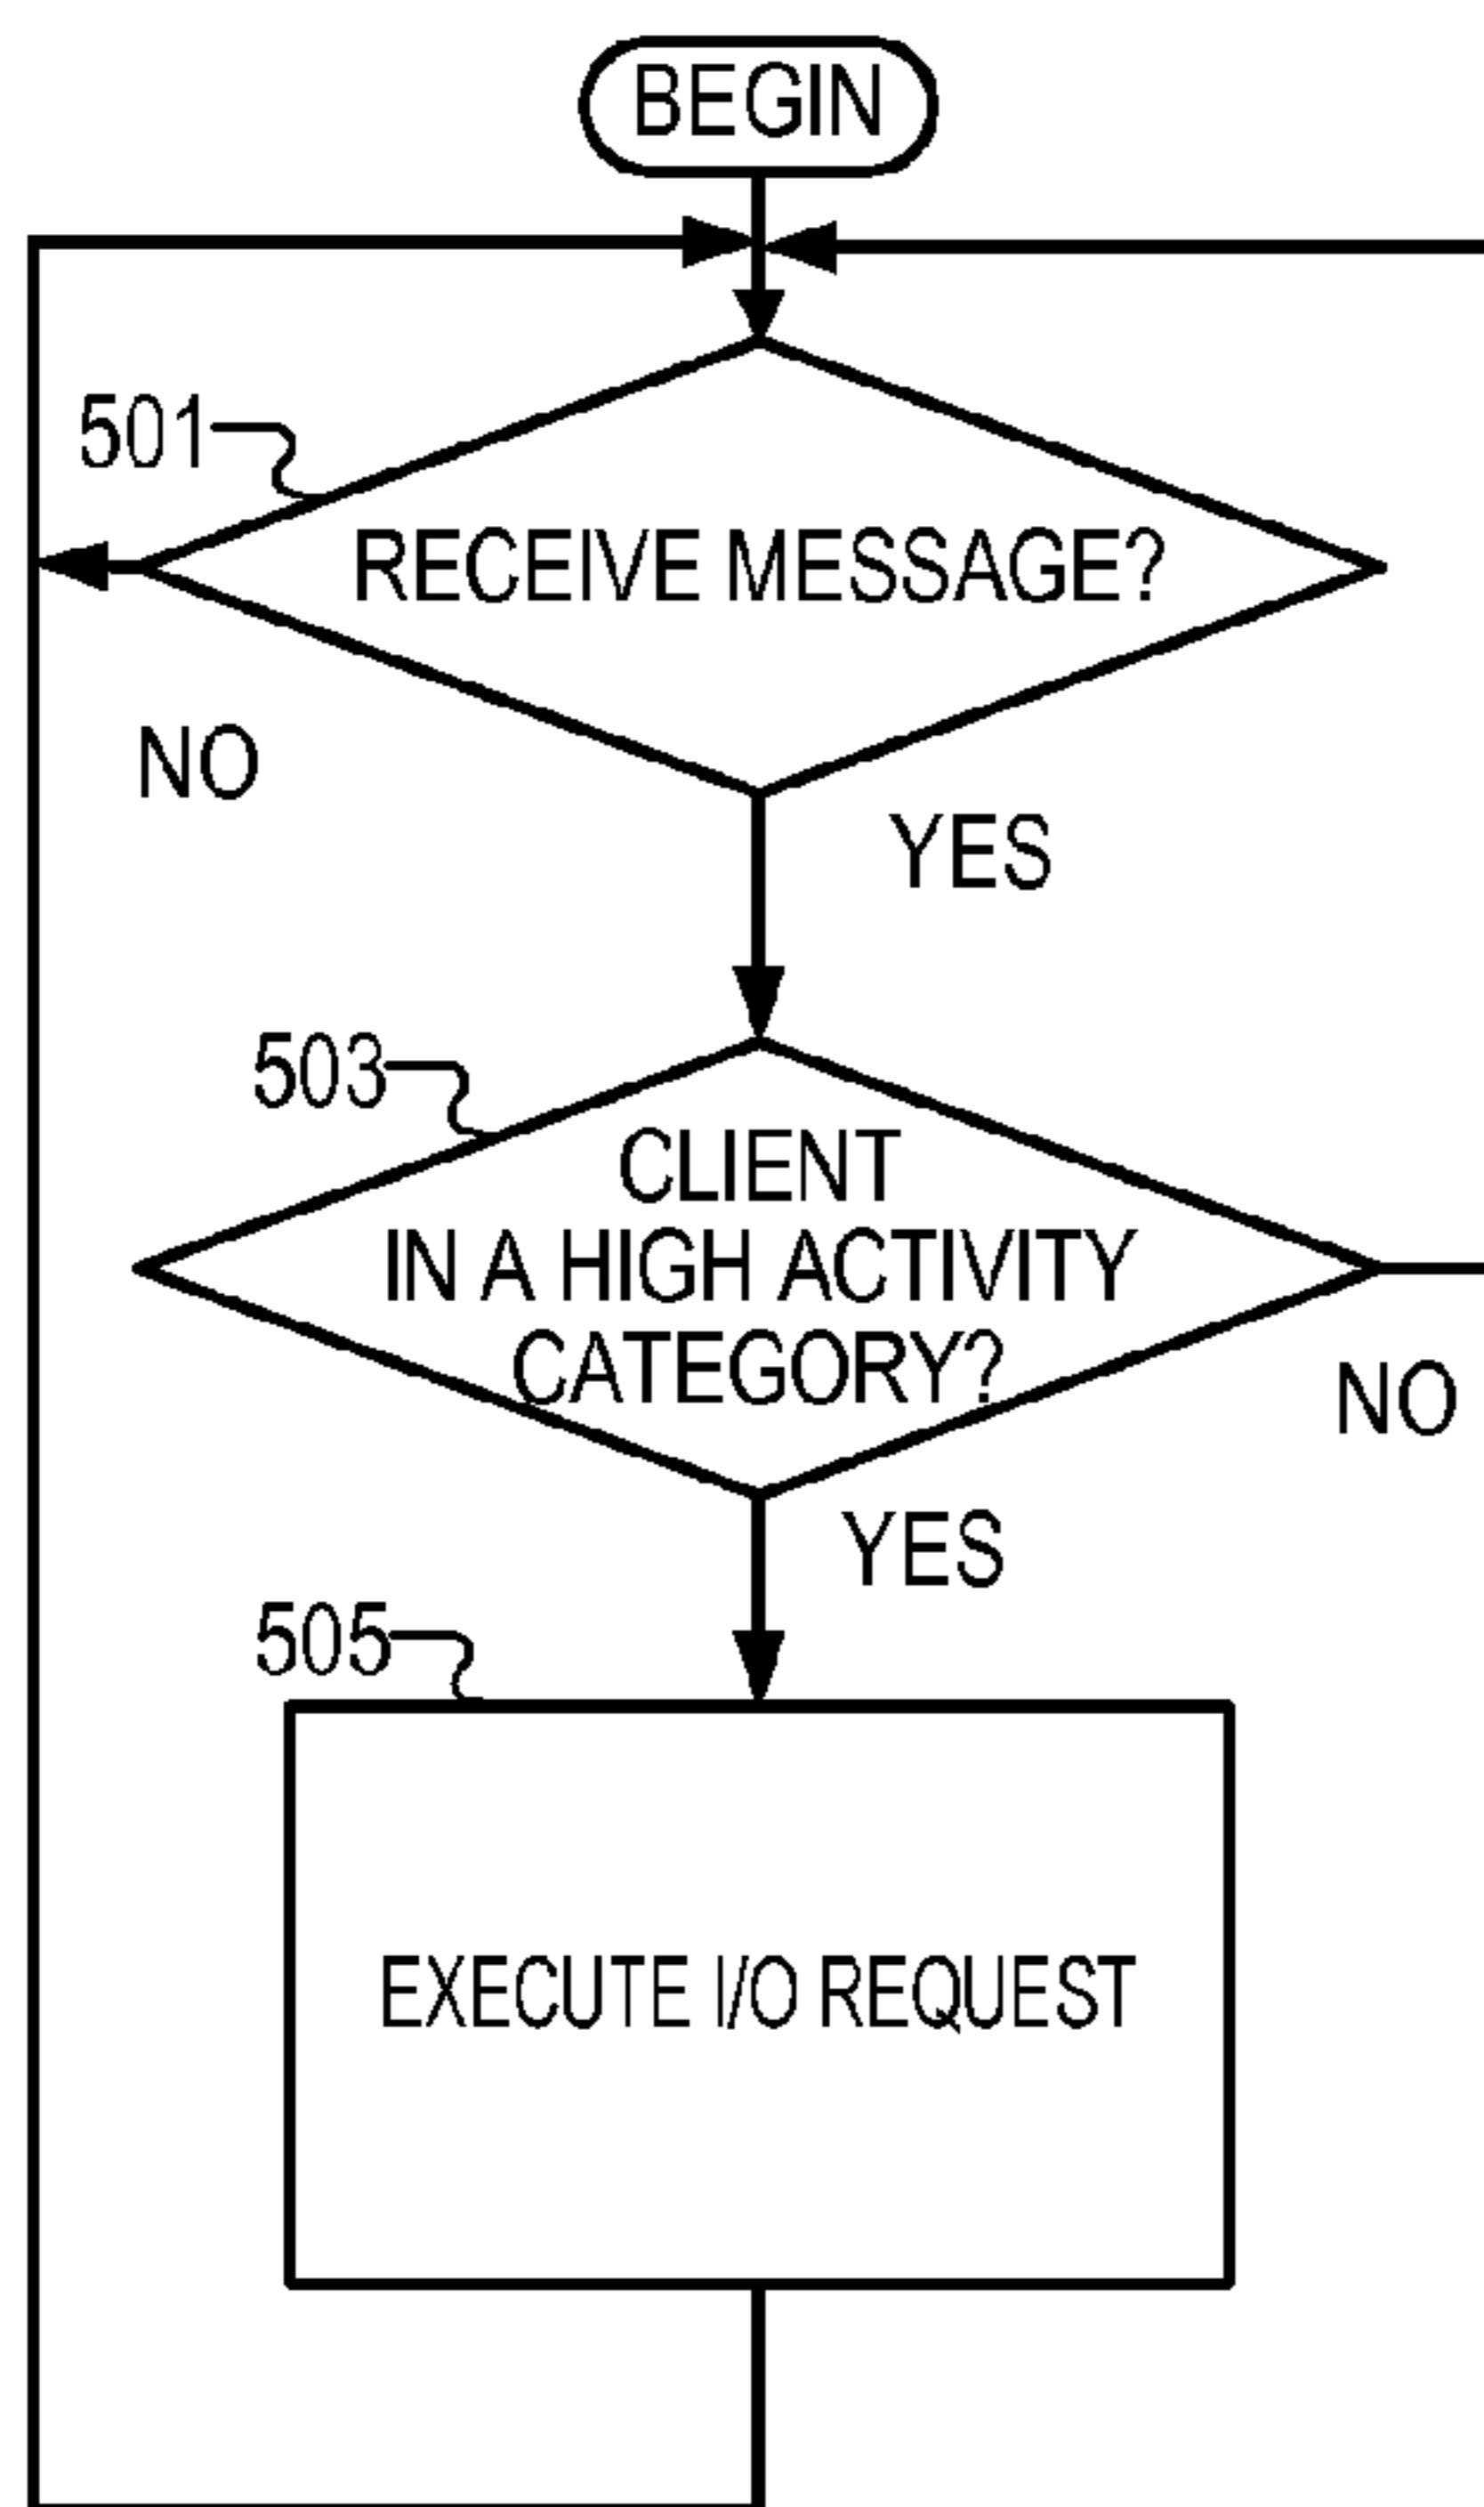 BEGIN
501
RECEIVE MESSAGE?
NO
YES
503
CLIENT
IN A HIGH ACTIVITY
CATEGORY?
NO
YES
505
EXECUTE I/O REQUEST